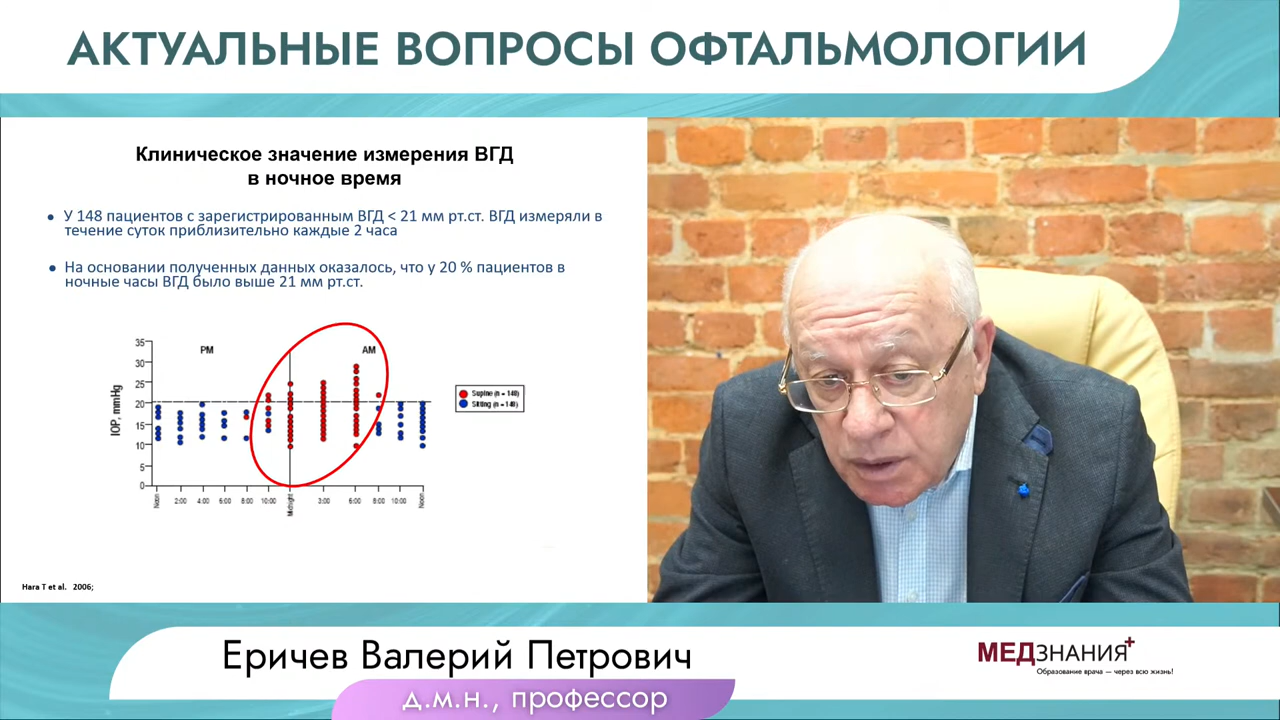 АКТУАЛЬНЫЕ ВОПРОСЫ ОФТАЛЬМОЛОГИИ
Клиническое значение измерения ВГД
в ночное время
• У 148 пациентов с зарегистрированным ВГД < 21 мм рт.ст. ВГД измеряли в
течение суток приблизительно каждые 2 часа
• На основании полученных данных оказалось, что у 20 % пациентов в
ночные часы ВГД было выше 21 мм рт.ст.
PM
AM
IOP, mmHg
35
30
25
20
15
10
5
0
Noon
2:00
4:00
6:00
8:00
10:00
Midnight
3:00
6:00
8:00
10:00
Noon
Supine (n = 148)
Sitting (n = 148)
Hara T et al. 2006;
Еричев Валерий Петрович
д.м.н., профессор
МЕДЗНАНИЯ+
Образование врача — через всю жизнь!